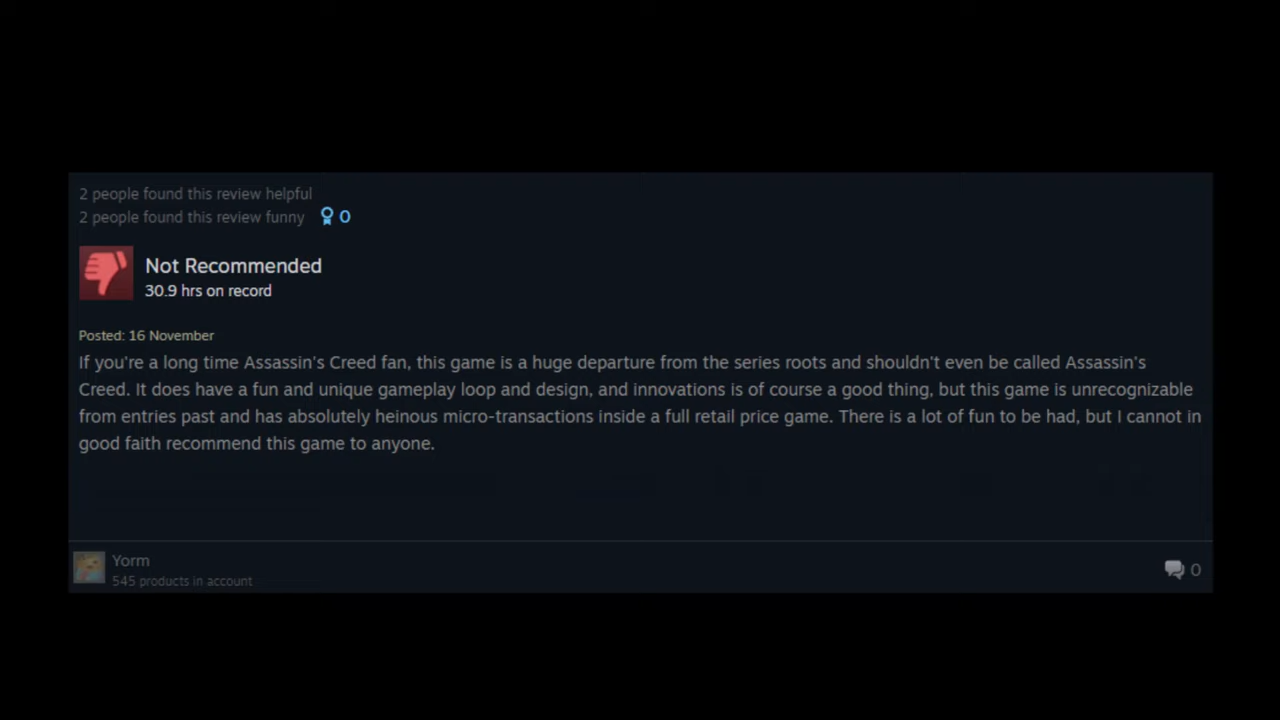 2 people found this review helpful
2 people found this review funny 0
Not Recommended
30.9 hrs on record
Posted: 16 November
If you're a long time Assassin's Creed fan, this game is a huge departure from the series roots and shouldn't even be called Assassin's
Creed. It does have a fun and unique gameplay loop and design, and innovations is of course a good thing, but this game is unrecognizable
from entries past and has absolutely heinous micro-transactions inside a full retail price game. There is a lot of fun to be had, but I cannot in
good faith recommend this game to anyone.
Yorm
545 products in account
0